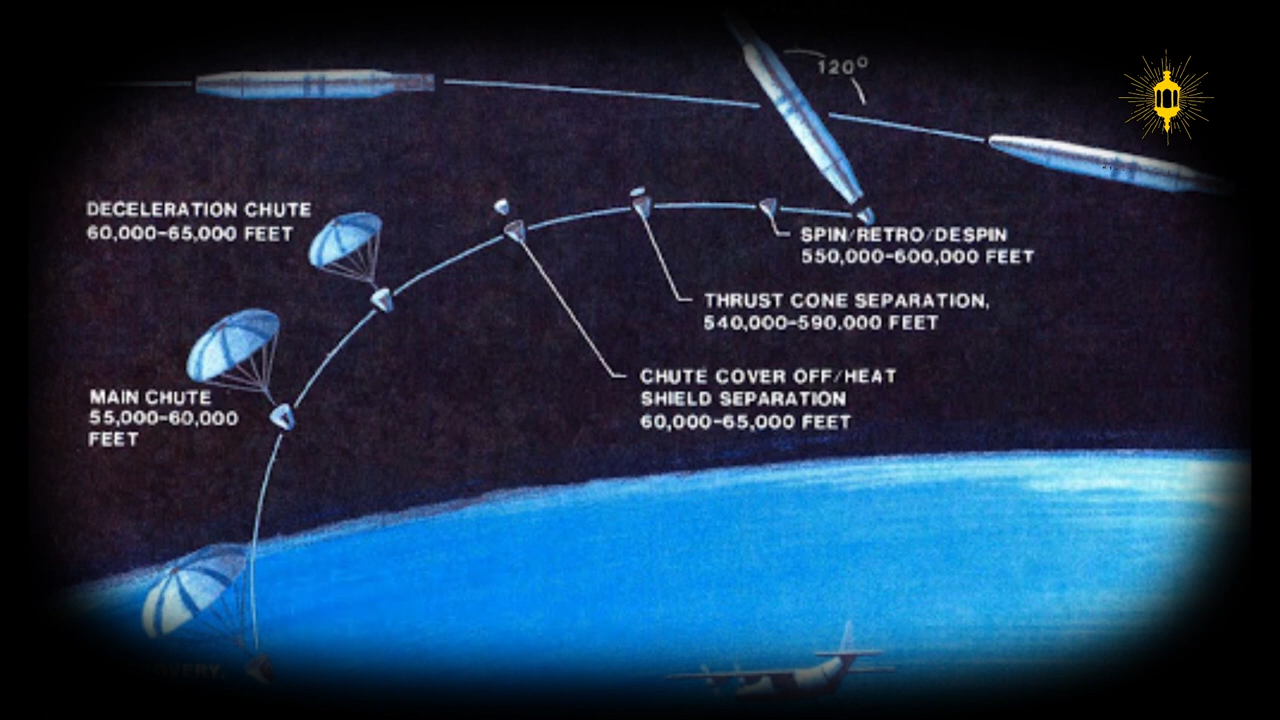 120°
DECELERATION CHUTE
60,000-65,000 FEET
SPIN/RETRO/DESPIN
550,000-600,000 FEET
THRUST CONE SEPARATION,
540,000-590.000 FEET
CHUTE COVER OFF/HEAT
SHIELD SEPARATION
60,000-65,000 FEET
MAIN CHUTE
55,000-60,000
FEET